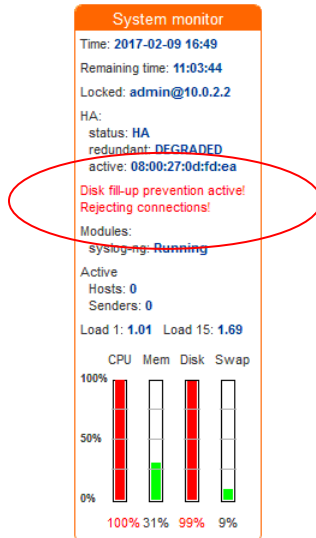 System monitor
Time: 2017-02-09 16:49
Remaining time: 11:03:44
Locked: admin@10.0.2.2
HA:
status: HA
redundant: DEGRADED
active: 08:00:27:0d:fd:ea
Disk fill-up prevention active!
Rejecting connections!
Modules:
syslog-ng: Running
Active
Hosts: 0
Senders: 0
Load 1: 1.01 Load 15: 1.69
CPU Mem Disk Swap
100%
50%
0%
100% 31% 99% 9%